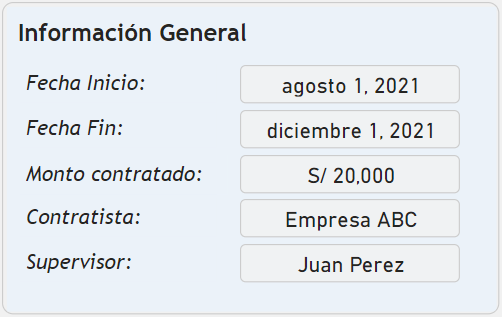 Información General
Fecha Inicio: agosto 1, 2021
Fecha Fin: diciembre 1, 2021
Monto contratado: S/ 20,000
Contratista: Empresa ABC
Supervisor: Juan Perez